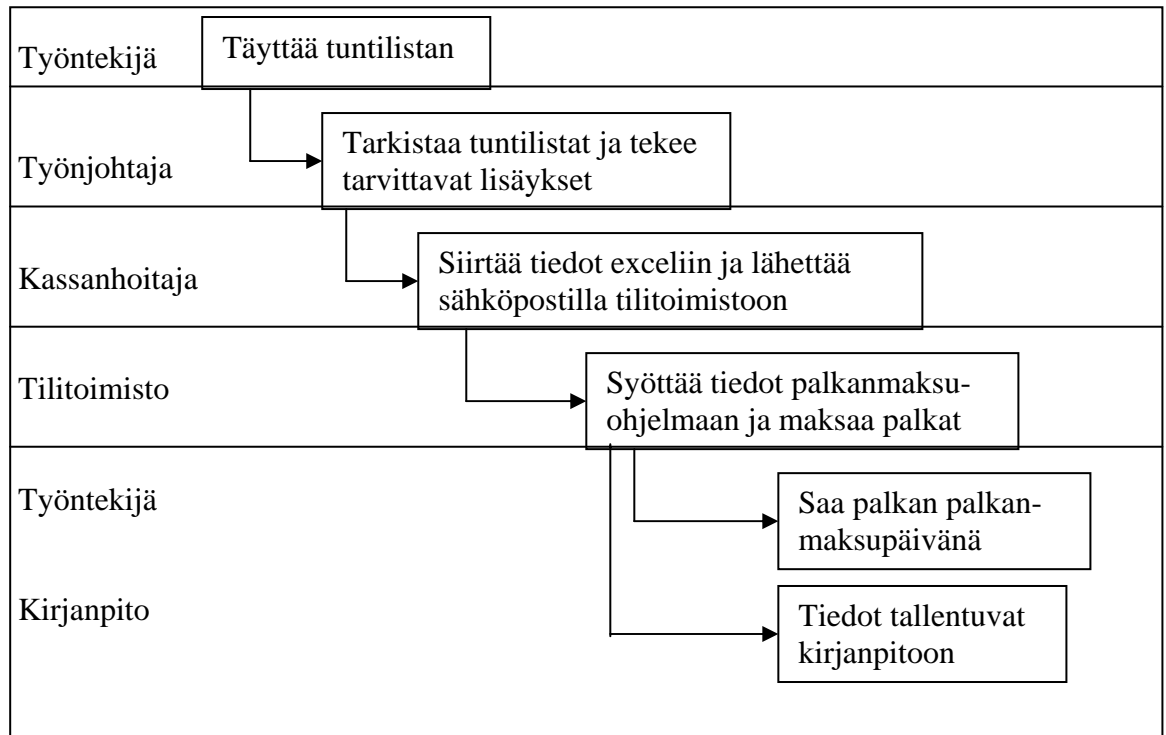 Työntekijä
Täyttää tuntilistan
Työnjohtaja
Tarkistaa tuntilistat ja tekee
tarvittavat lisäykset
Kassanhoitaja
Siirtää tiedot exceliin ja lähettää
sähköpostilla tilitoimistoon
Tilitoimisto
Syöttää tiedot palkanmaksu-
ohjelmaan ja maksaa palkat
Työntekijä
Saa palkan palkan-
maksupäivänä
Kirjanpito
Tiedot tallentuvat
kirjanpitoon